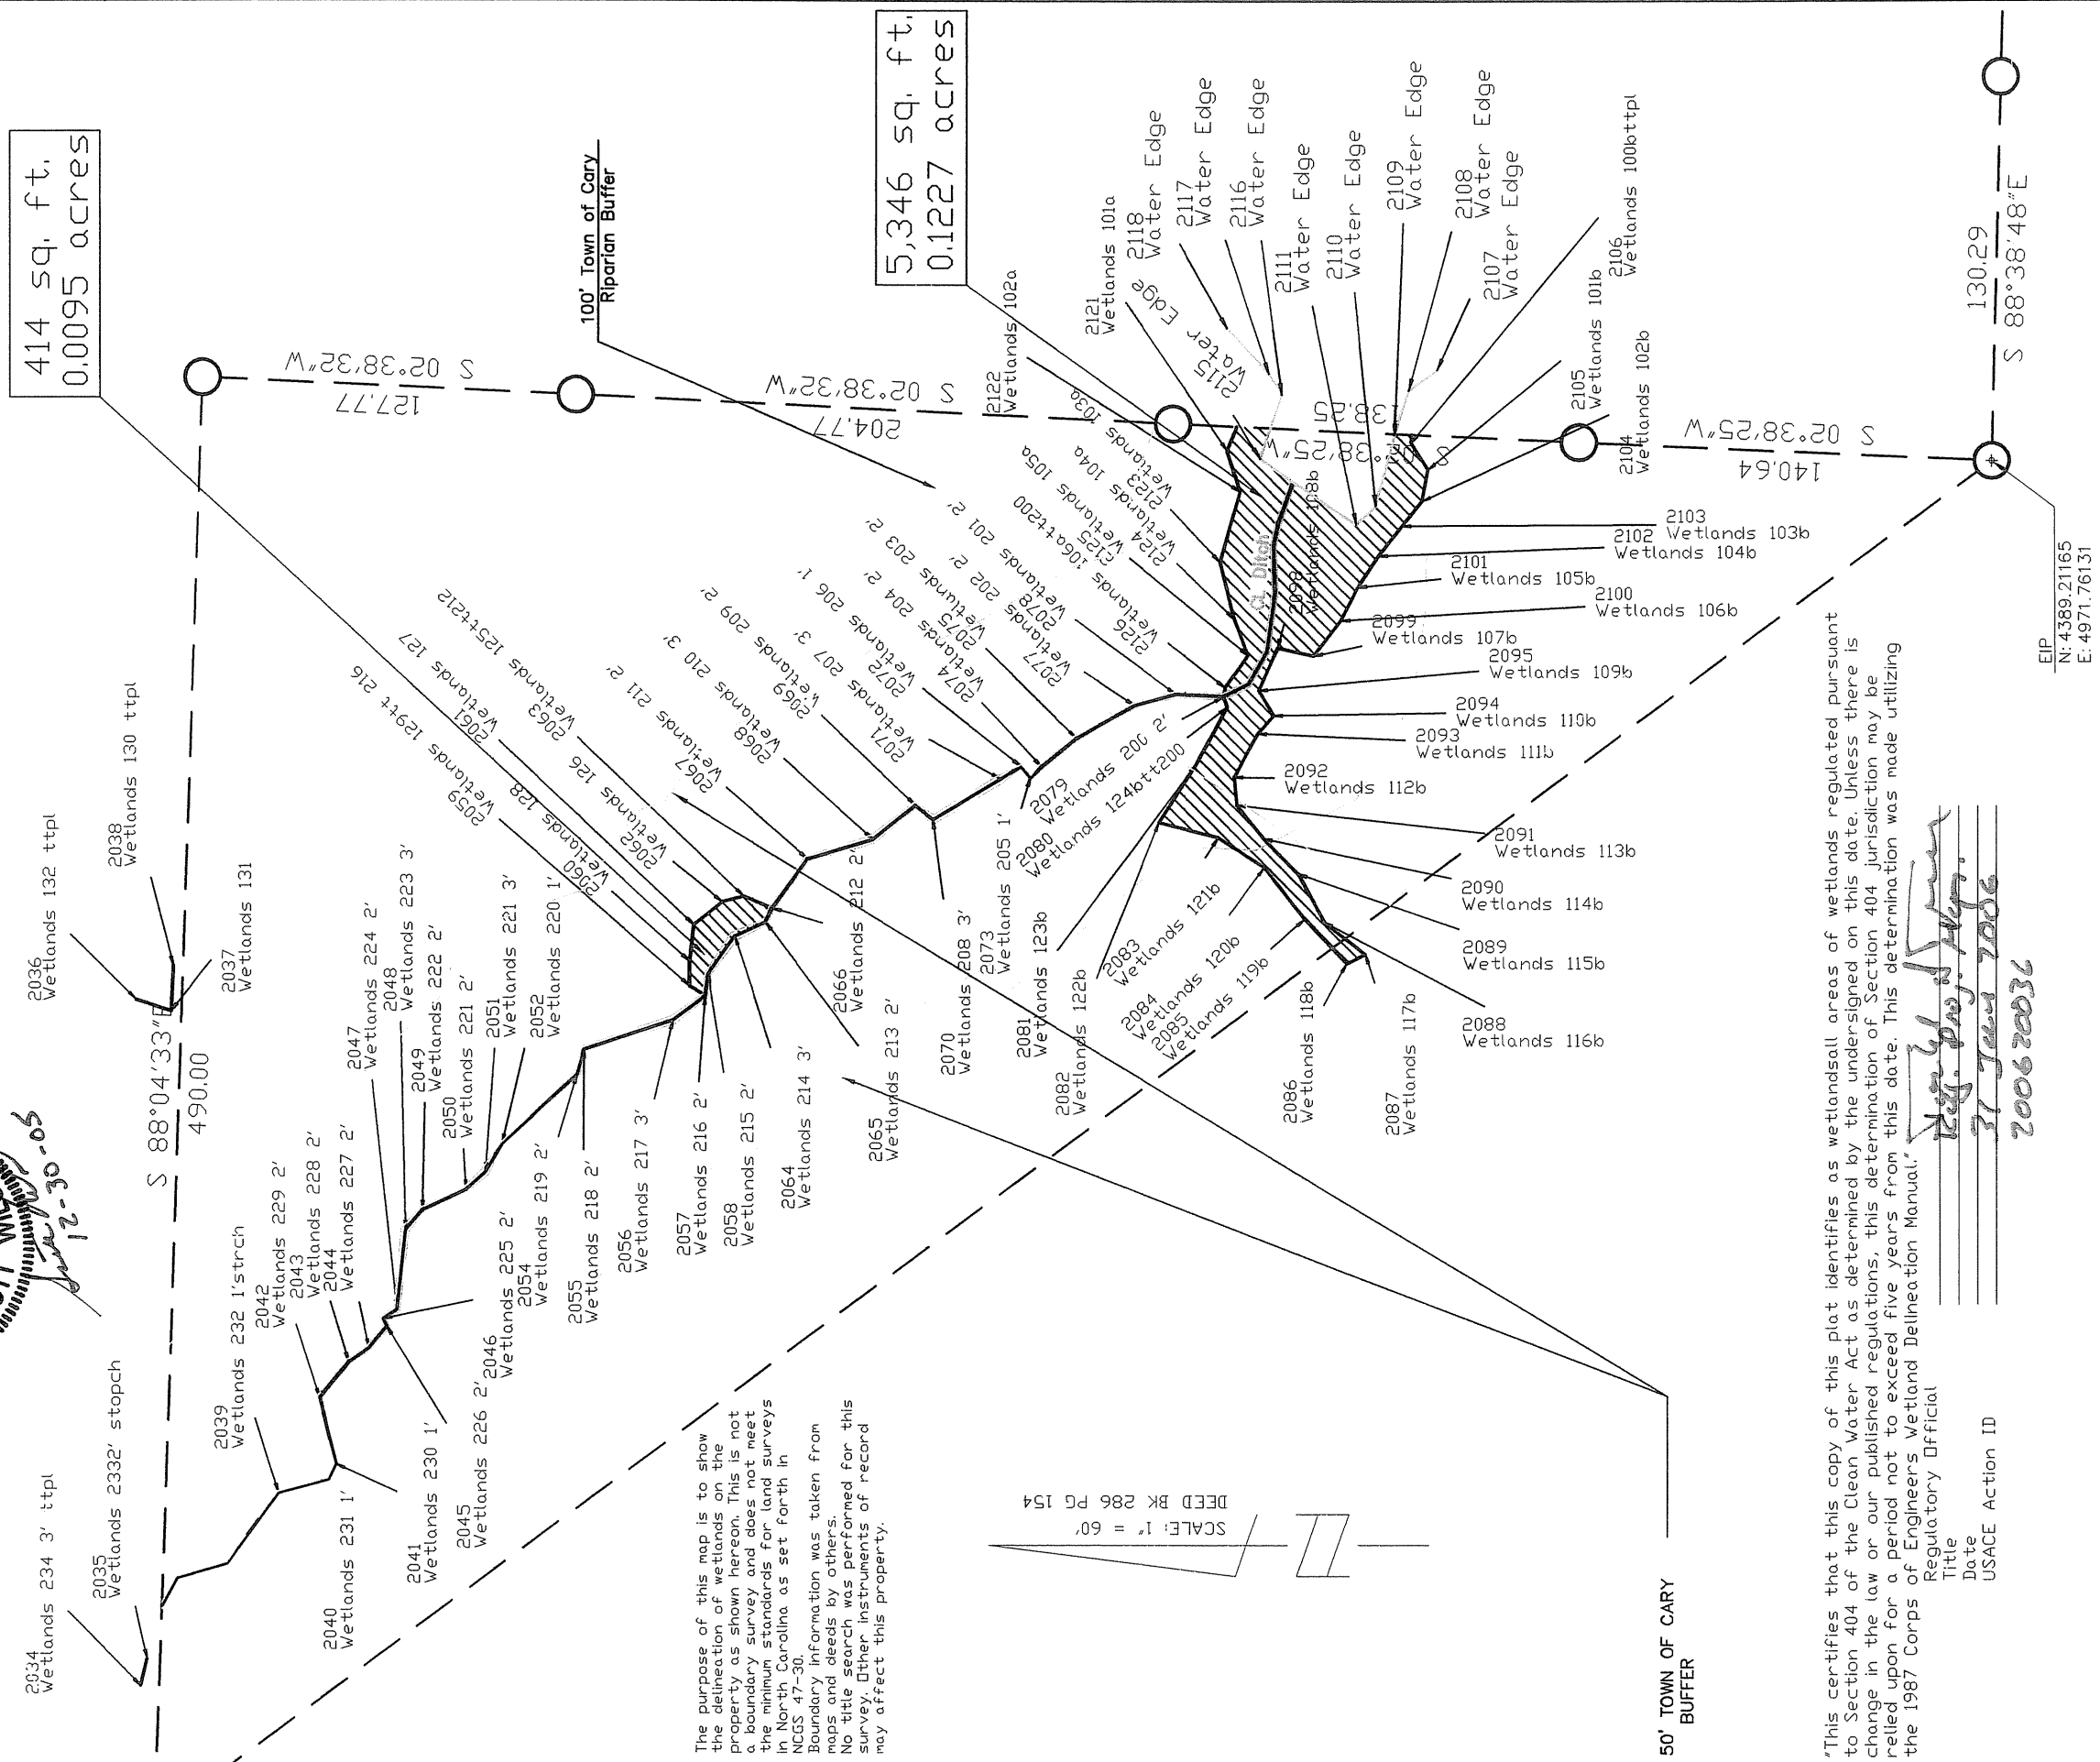 414 sq. ft.
0.0095 acres
5,346 sq. ft.
0.1227 acres
100' Town of Cary
Riparian Buffer
S 02°38'32"W
127.77
S 02°38'32"W
204.77
138.25
S 02°38'25"W
140.64
130.29
S 88°38'48"E
S 88°04'33"E
490.00
12-30-05
EIP
N: 4389.21165
E: 4971.76131
2034
Wetlands 234 3' ttpl
2035
Wetlands 2332' stopch
2036
Wetlands 132 ttpl
2037
Wetlands 131
2038
Wetlands 130 ttpl
2039
Wetlands 232 1'strch
2040
Wetlands 231 1'
2041
Wetlands 230 1'
2042
Wetlands 229 2'
2043
Wetlands 228 2'
2044
Wetlands 227 2'
2045
Wetlands 226 2'
2046
Wetlands 225 2'
2047
Wetlands 224 2'
2048
Wetlands 223 3'
2049
Wetlands 222 2'
2050
Wetlands 221 2'
2051
Wetlands 221 3'
2052
Wetlands 220 1'
2054
Wetlands 219 2'
2055
Wetlands 218 2'
2056
Wetlands 217 3'
2057
Wetlands 216 2'
2058
Wetlands 215 2'
2059
Wetlands 129tt 216
2060
Wetlands 128
2061
Wetlands 127
2062
Wetlands 126
2063
Wetlands 125tt212
2064
Wetlands 214 3'
2065
Wetlands 213 2'
2066
Wetlands 212 2'
2067
Wetlands 211 2'
2068
Wetlands 210 3'
2069
Wetlands 209 2'
2070
Wetlands 208 3'
2071
Wetlands 207 3'
2072
Wetlands 206 1'
2073
Wetlands 205 1'
2074
Wetlands 204 2'
2075
Wetlands 203 2'
2077
Wetlands 202 2'
2078
Wetlands 201 2'
2079
Wetlands 200 2'
2080
Wetlands 124btt200
2081
Wetlands 123b
2082
Wetlands 122b
2083
Wetlands 121b
2084
Wetlands 120b
2085
Wetlands 119b
2086
Wetlands 118b
2087
Wetlands 117b
2088
Wetlands 116b
2089
Wetlands 115b
2090
Wetlands 114b
2091
Wetlands 113b
2092
Wetlands 112b
2093
Wetlands 111b
2094
Wetlands 110b
2095
Wetlands 109b
2098
Wetlands 108b
2099
Wetlands 107b
2100
Wetlands 106b
2101
Wetlands 105b
2102
Wetlands 104b
2103
Wetlands 103b
2104
Wetlands 102b
2105
Wetlands 101b
2106
Wetlands 100bttpl
2107
Water Edge
2108
Water Edge
2109
Water Edge
2110
Water Edge
2111
Water Edge
2115
Water Edge
2116
Water Edge
2117
Water Edge
2118
Water Edge
2121
Wetlands 101a
2122
Wetlands 102a
2123
Wetlands 103a
2124
Wetlands 104a
2125
Wetlands 105a
2126
Wetlands 106att200
CL Ditch
The purpose of this map is to show
the delineation of wetlands on the
property as shown hereon. This is not
a boundary survey and does not meet
the minimum standards for land surveys
in North Carolina as set forth in
NCGS 47-30.
Boundary information was taken from
maps and deeds by others.
No title search was performed for this
survey. Other instruments of record
may affect this property.
SCALE: 1" = 60'
DEED BK 286 PG 154
50' TOWN OF CARY
BUFFER
"This certifies that this copy of this plat identifies as wetlandsall areas of wetlands regulated pursuant
to Section 404 of the Clean Water Act as determined by the undersigned on this date. Unless there is
change in the law or our published regulations, this determination of Section 404 jurisdiction may be
relied upon for a period not to exceed five years from this date. This determination was made utilizing
the 1987 Corps of Engineers Wetland Delineation Manual."
Regulatory Official
Title Reg. Proj. Mgr.
Date 31 2006
USACE Action ID 200620036